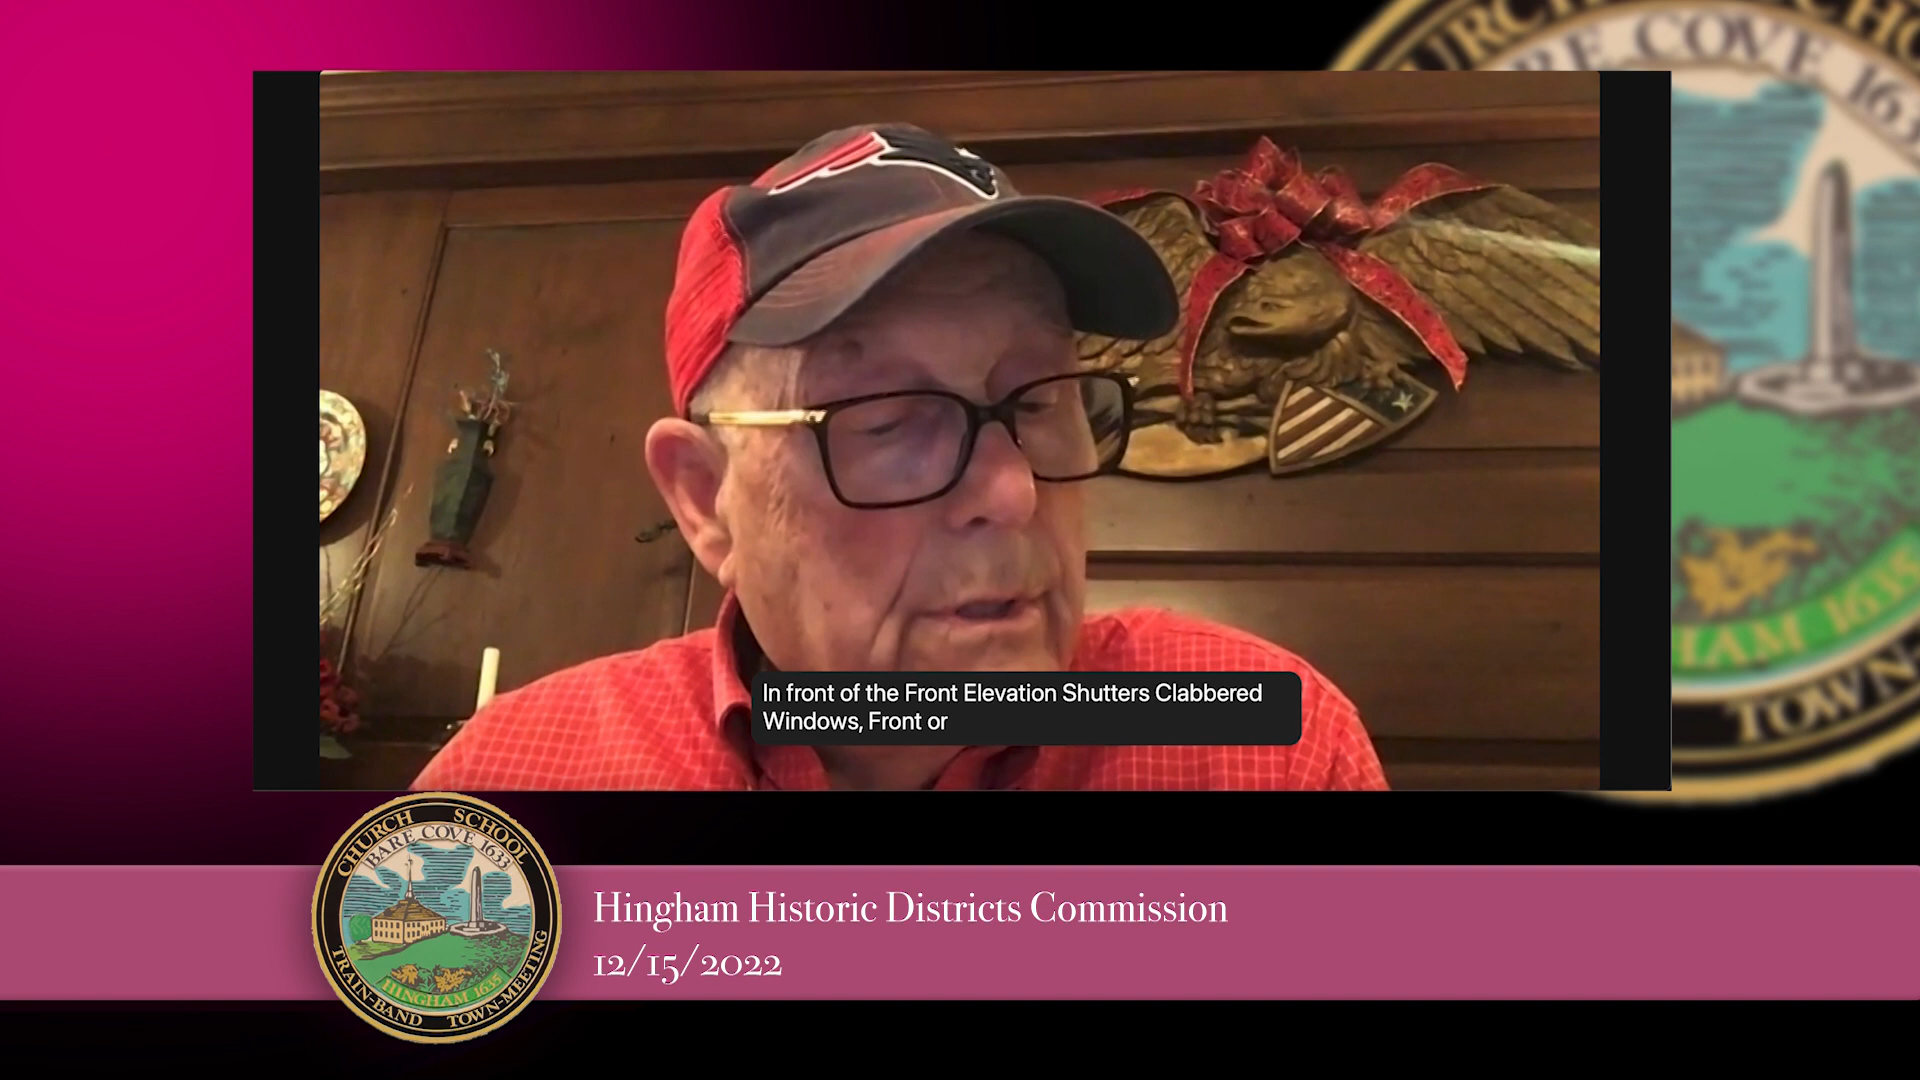 In front of the Front Elevation Shutters Clabbered
Windows, Front or
CHURCH SCHOOL
BARE COVE 1633
HINGHAM 1635
TRAIN-BAND TOWN-MEETING
Hingham Historic Districts Commission
12/15/2022